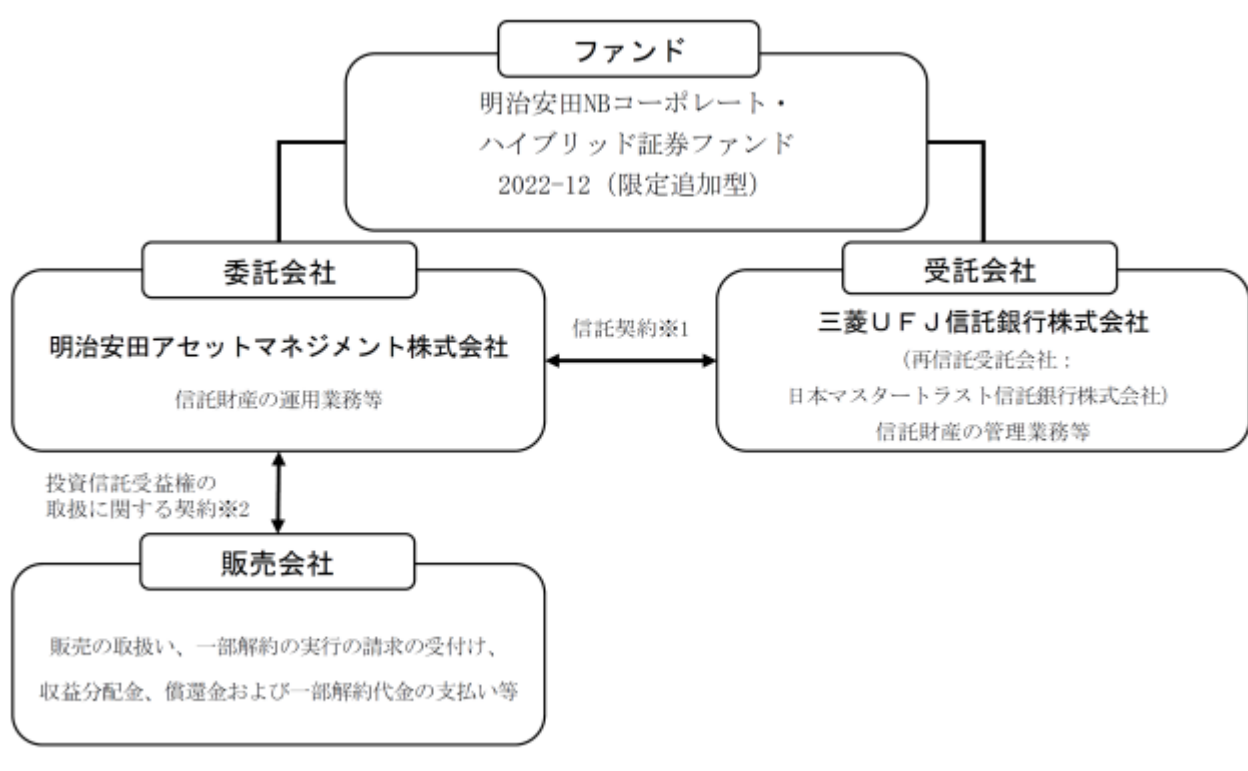 ファンド
明治安田NBコーポレート・
ハイブリッド証券ファンド
2022-12（限定追加型）
委託会社
明治安田アセットマネジメント株式会社
信託財産の運用業務等
信託契約※1
受託会社
三菱ＵＦＪ信託銀行株式会社
（再信託受託会社；
日本マスタートラスト信託銀行株式会社）
信託財産の管理業務等
投資信託受益権の
取扱に関する契約※2
販売会社
販売の取扱い、一部解約の実行の請求の受付け、
収益分配金、償還金および一部解約代金の支払い等